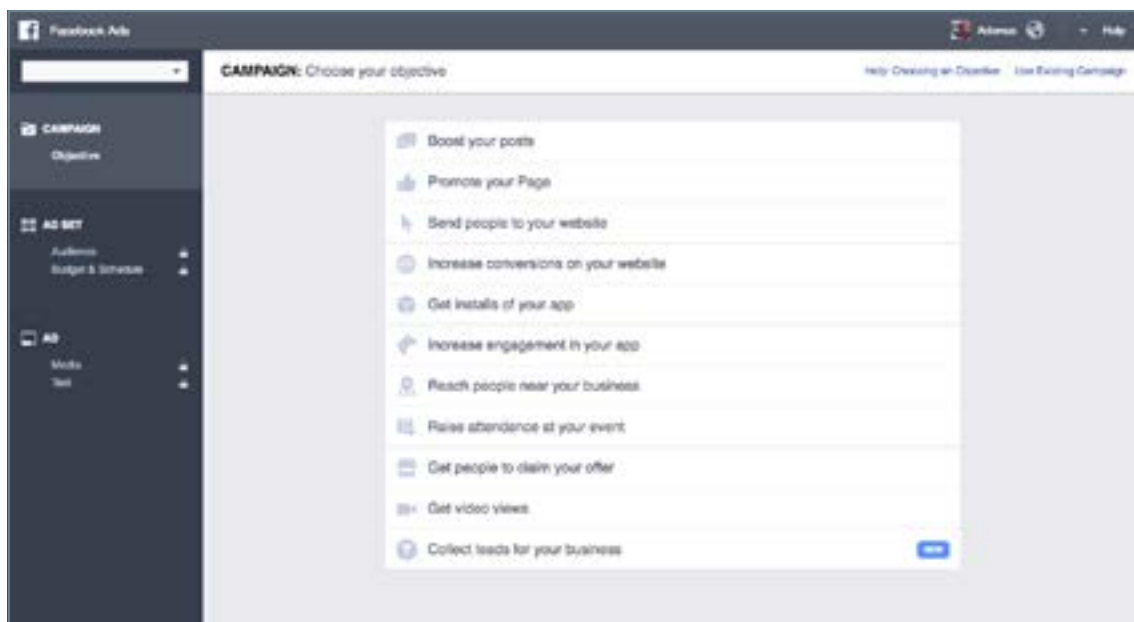 Facebook Ads
Help
CAMPAIGN: Choose your objective
Help: Choosing an Objective
Use Existing Campaign
CAMPAIGN
Objective
AD SET
Audience
Budget & Schedule
AD
Media
Text
Boost your posts
Promote your Page
Send people to your website
Increase conversions on your website
Get installs of your app
Increase engagement in your app
Reach people near your business
Raise attendance at your event
Get people to claim your offer
Get video views
Collect leads for your business
NEW